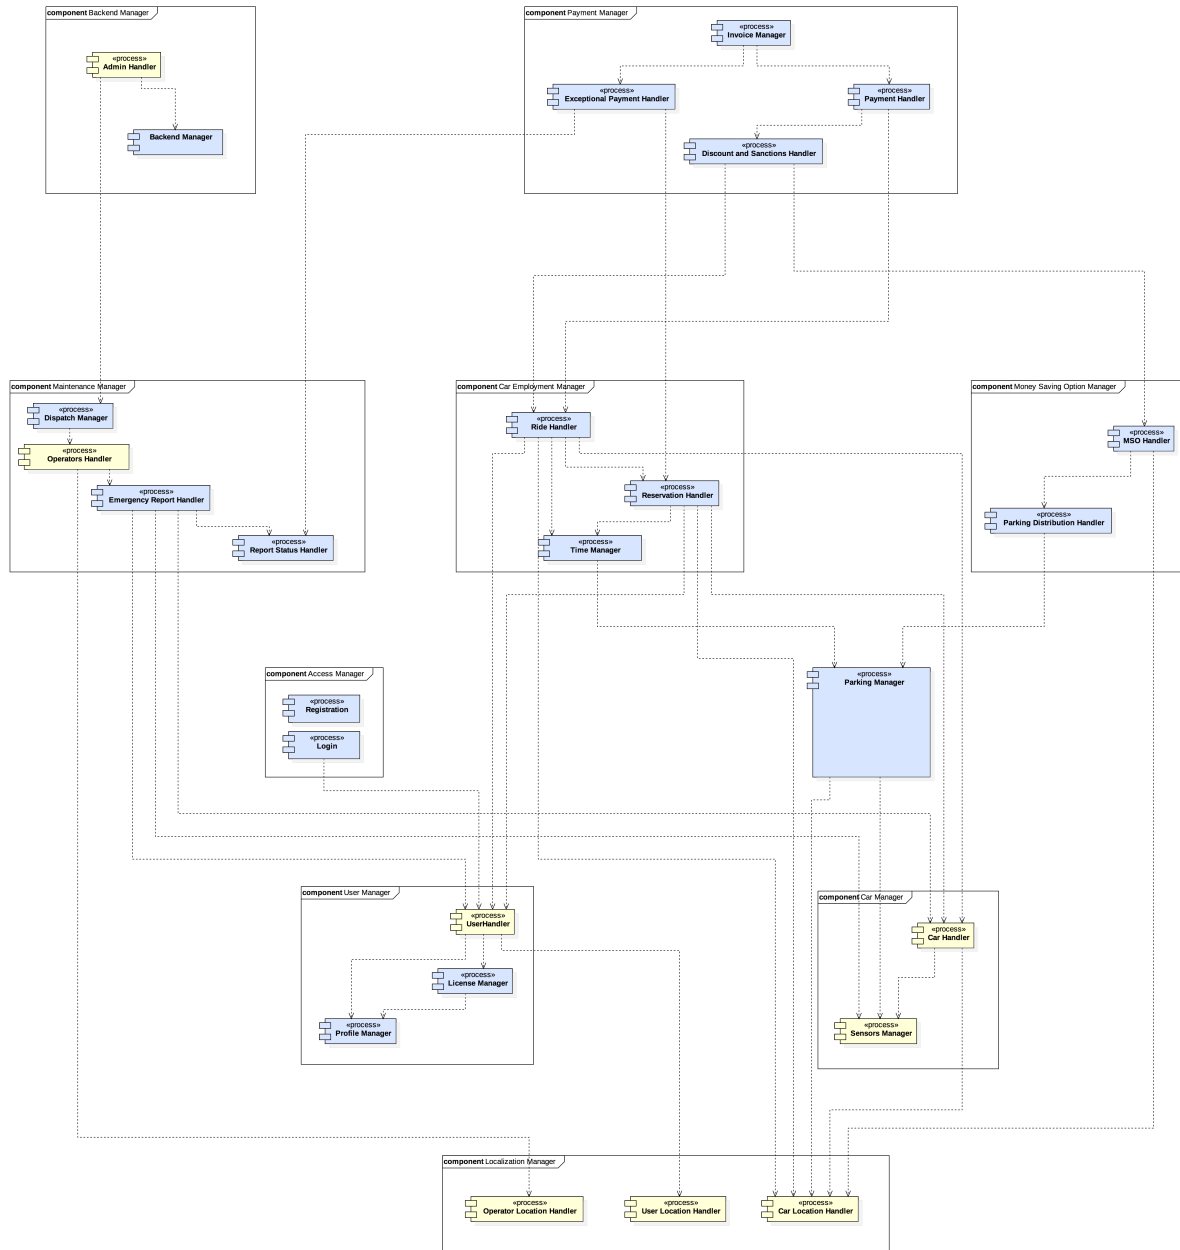 component Backend Manager
«process»
Admin Handler
Backend Manager
component Payment Manager
«process»
Invoice Manager
«process»
Exceptional Payment Handler
«process»
Payment Handler
«process»
Discount and Sanctions Handler
component Maintenance Manager
«process»
Dispatch Manager
«process»
Operators Handler
«process»
Emergency Report Handler
«process»
Report Status Handler
component Car Employment Manager
«process»
Ride Handler
«process»
Reservation Handler
«process»
Time Manager
component Money Saving Option Manager
«process»
MSO Handler
«process»
Parking Distribution Handler
component Access Manager
«process»
Registration
«process»
Login
«process»
Parking Manager
component User Manager
«process»
UserHandler
«process»
License Manager
«process»
Profile Manager
component Car Manager
«process»
Car Handler
«process»
Sensors Manager
component Localization Manager
«process»
Operator Location Handler
«process»
User Location Handler
«process»
Car Location Handler